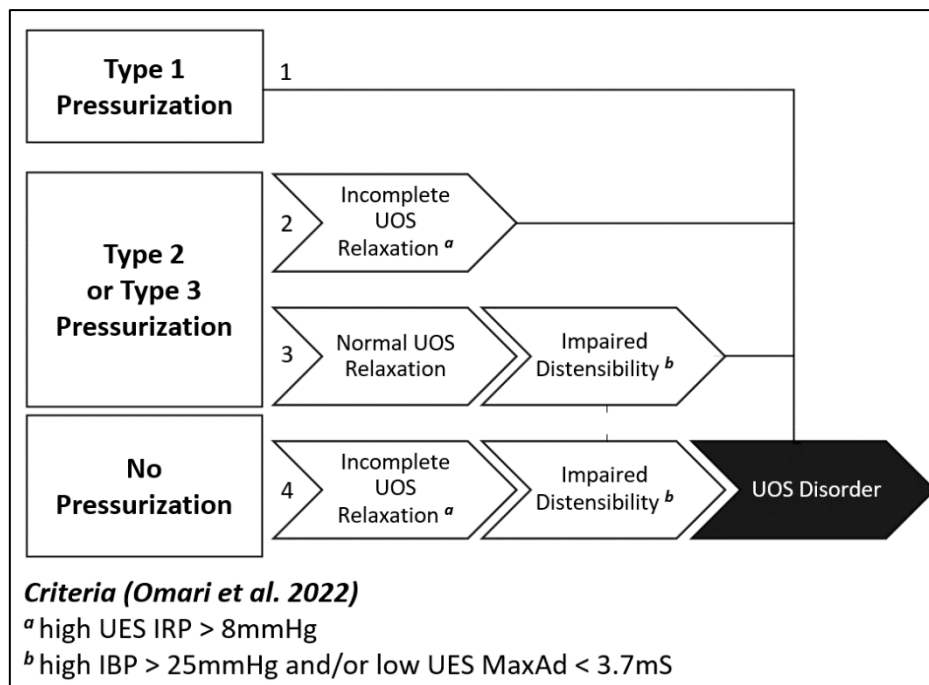 Type 1
Pressurization
1
Type 2
or Type 3
Pressurization
2
Incomplete
UOS
Relaxation a
3
Normal UOS
Relaxation
Impaired
Distensibility b
No
Pressurization
4
Incomplete
UOS
Relaxation a
Impaired
Distensibility b
UOS Disorder
Criteria (Omari et al. 2022)
a high UES IRP > 8mmHg
b high IBP > 25mmHg and/or low UES MaxAd < 3.7mS